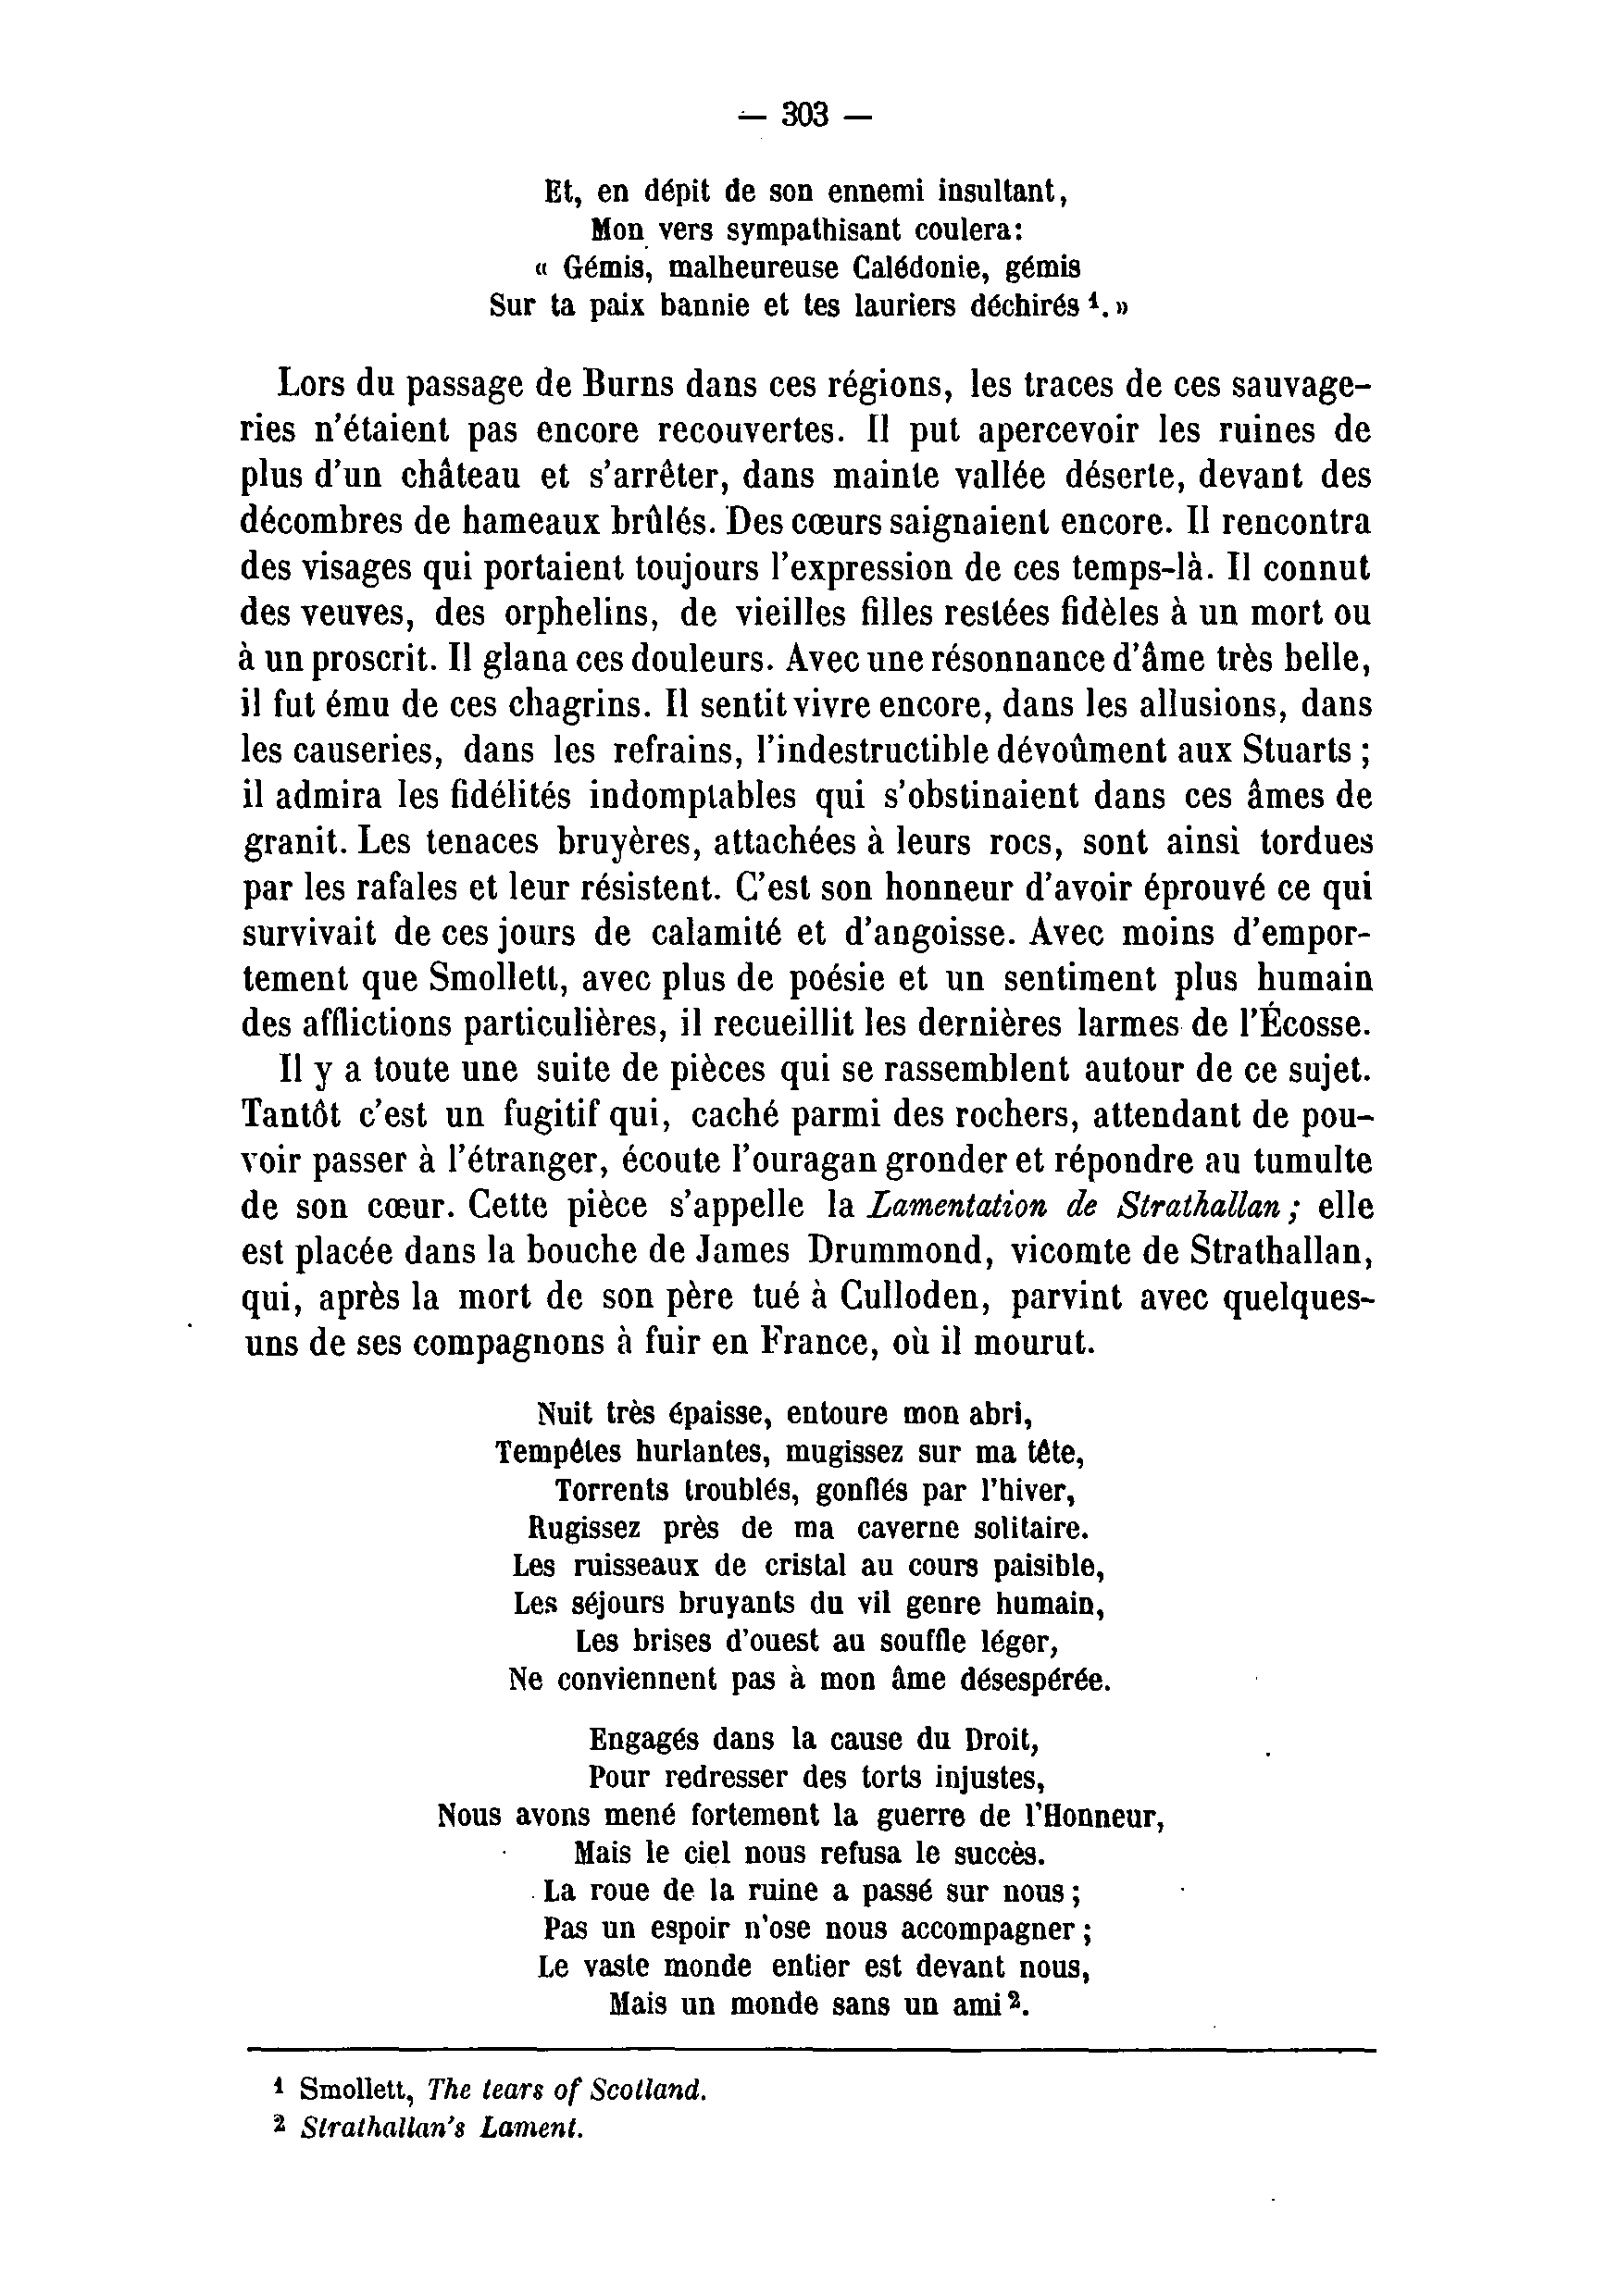 — 303 —
Et, en dépit de son ennemi insultant,
Mon vers sympathisant coulera:
« Gémis, malheureuse Calédonie, gémis
Sur ta paix bannie et tes lauriers déchirés ¹. »
Lors du passage de Burns dans ces régions, les traces de ces sauvage-
ries n'étaient pas encore recouvertes. Il put apercevoir les ruines de
plus d'un château et s'arrêter, dans mainte vallée déserte, devant des
décombres de hameaux brûlés. Des cœurs saignaient encore. Il rencontra
des visages qui portaient toujours l'expression de ces temps-là. Il connut
des veuves, des orphelins, de vieilles filles restées fidèles à un mort ou
à un proscrit. Il glana ces douleurs. Avec une résonnance d'âme très belle,
il fut ému de ces chagrins. Il sentit vivre encore, dans les allusions, dans
les causeries, dans les refrains, l'indestructible dévoûment aux Stuarts ;
il admira les fidélités indomptables qui s'obstinaient dans ces âmes de
granit. Les tenaces bruyères, attachées à leurs rocs, sont ainsi tordues
par les rafales et leur résistent. C'est son honneur d'avoir éprouvé ce qui
survivait de ces jours de calamité et d'angoisse. Avec moins d'empor-
tement que Smollett, avec plus de poésie et un sentiment plus humain
des afflictions particulières, il recueillit les dernières larmes de l'Écosse.
Il y a toute une suite de pièces qui se rassemblent autour de ce sujet.
Tantôt c'est un fugitif qui, caché parmi des rochers, attendant de pou-
voir passer à l'étranger, écoute l'ouragan gronder et répondre au tumulte
de son cœur. Cette pièce s'appelle la Lamentation de Strathallan ; elle
est placée dans la bouche de James Drummond, vicomte de Strathallan,
qui, après la mort de son père tué à Culloden, parvint avec quelques-
uns de ses compagnons à fuir en France, où il mourut.
Nuit très épaisse, entoure mon abri,
Tempêtes hurlantes, mugissez sur ma tête,
Torrents troublés, gonflés par l'hiver,
Rugissez près de ma caverne solitaire.
Les ruisseaux de cristal au cours paisible,
Les séjours bruyants du vil genre humain,
Les brises d'ouest au souffle léger,
Ne conviennent pas à mon âme désespérée.
Engagés dans la cause du Droit,
Pour redresser des torts injustes,
Nous avons mené fortement la guerre de l'Honneur,
Mais le ciel nous refusa le succès.
La roue de la ruine a passé sur nous ;
Pas un espoir n'ose nous accompagner ;
Le vaste monde entier est devant nous,
Mais un monde sans un ami ².
¹ Smollett, The tears of Scotland.
² Strathallan's Lament.